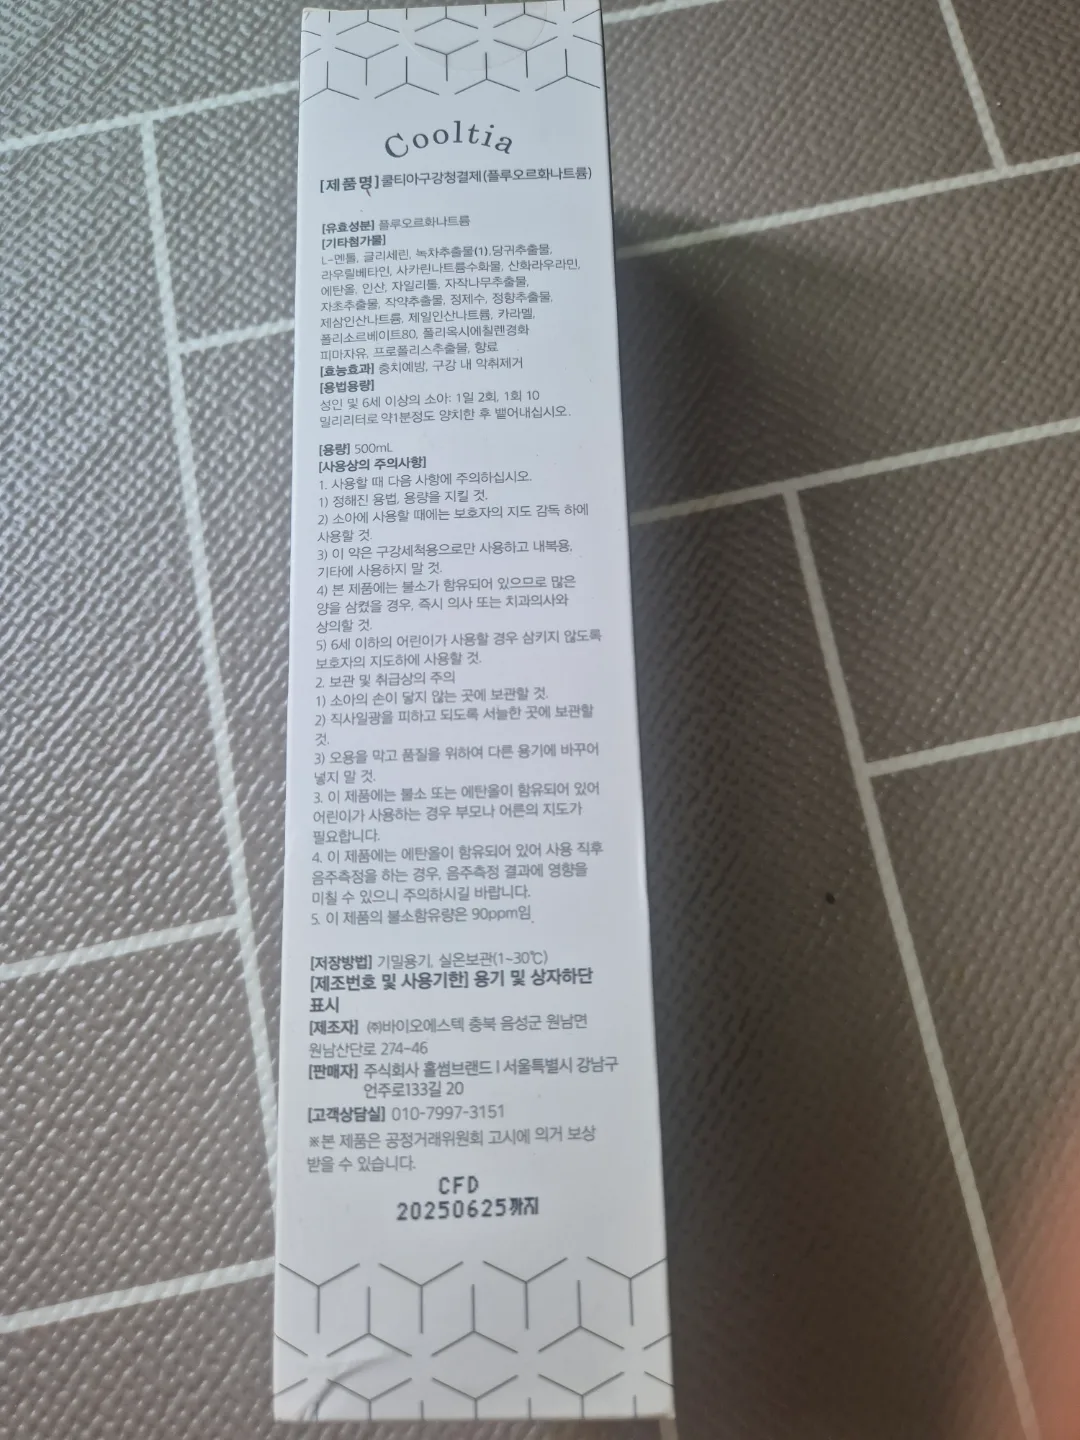 Cooltia
[제품명]쿨티아구강청결제(플루오르화나트륨)
[유효성분] 플루오르화나트륨
[기타첨가물]
L-멘톨, 글리세린, 녹차추출물(1),당귀추출물,
라우릴베타인, 사카린나트륨수화물, 산화라우라민,
에탄올, 인산, 자일리톨, 자작나무추출물,
자초추출물, 작약추출물, 정제수, 정향추출물,
제삼인산나트륨, 제일인산나트륨, 카라멜,
폴리소르베이트80, 폴리옥시에칠렌경화
피마자유, 프로폴리스추출물, 향료
[효능효과] 충치예방, 구강 내 악취제거
[용법용량]
성인 및 6세 이상의 소아: 1일 2회, 1회 10
밀리리터로 약1분정도 양치한 후 뱉어내십시오.
[용량] 500mL
[사용상의 주의사항]
1. 사용할 때 다음 사항에 주의하십시오.
1) 정해진 용법, 용량을 지킬 것.
2) 소아에 사용할 때에는 보호자의 지도 감독 하에
사용할 것.
3) 이 약은 구강세척용으로만 사용하고 내복용,
기타에 사용하지 말 것.
4) 본 제품에는 불소가 함유되어 있으므로 많은
양을 삼켰을 경우, 즉시 의사 또는 치과의사와
상의할 것.
5) 6세 이하의 어린이가 사용할 경우 삼키지 않도록
보호자의 지도하에 사용할 것.
2. 보관 및 취급상의 주의
1) 소아의 손이 닿지 않는 곳에 보관할 것.
2) 직사일광을 피하고 되도록 서늘한 곳에 보관할
것.
3) 오용을 막고 품질을 위하여 다른 용기에 바꾸어
넣지 말 것.
3. 이 제품에는 불소 또는 에탄올이 함유되어 있어
어린이가 사용하는 경우 부모나 어른의 지도가
필요합니다.
4. 이 제품에는 에탄올이 함유되어 있어 사용 직후
음주측정을 하는 경우, 음주측정 결과에 영향을
미칠 수 있으니 주의하시길 바랍니다.
5. 이 제품의 불소함유량은 90ppm임.
[저장방법] 기밀용기, 실온보관(1~30℃)
[제조번호 및 사용기한] 용기 및 상자하단
표시
[제조자] ㈜바이오에스텍 충북 음성군 원남면
원남산단로 274-46
[판매자] 주식회사 홀썸브랜드 I 서울특별시 강남구
언주로133길 20
[고객상담실] 010-7997-3151
※본 제품은 공정거래위원회 고시에 의거 보상
받을 수 있습니다.
CFD
20250625까지